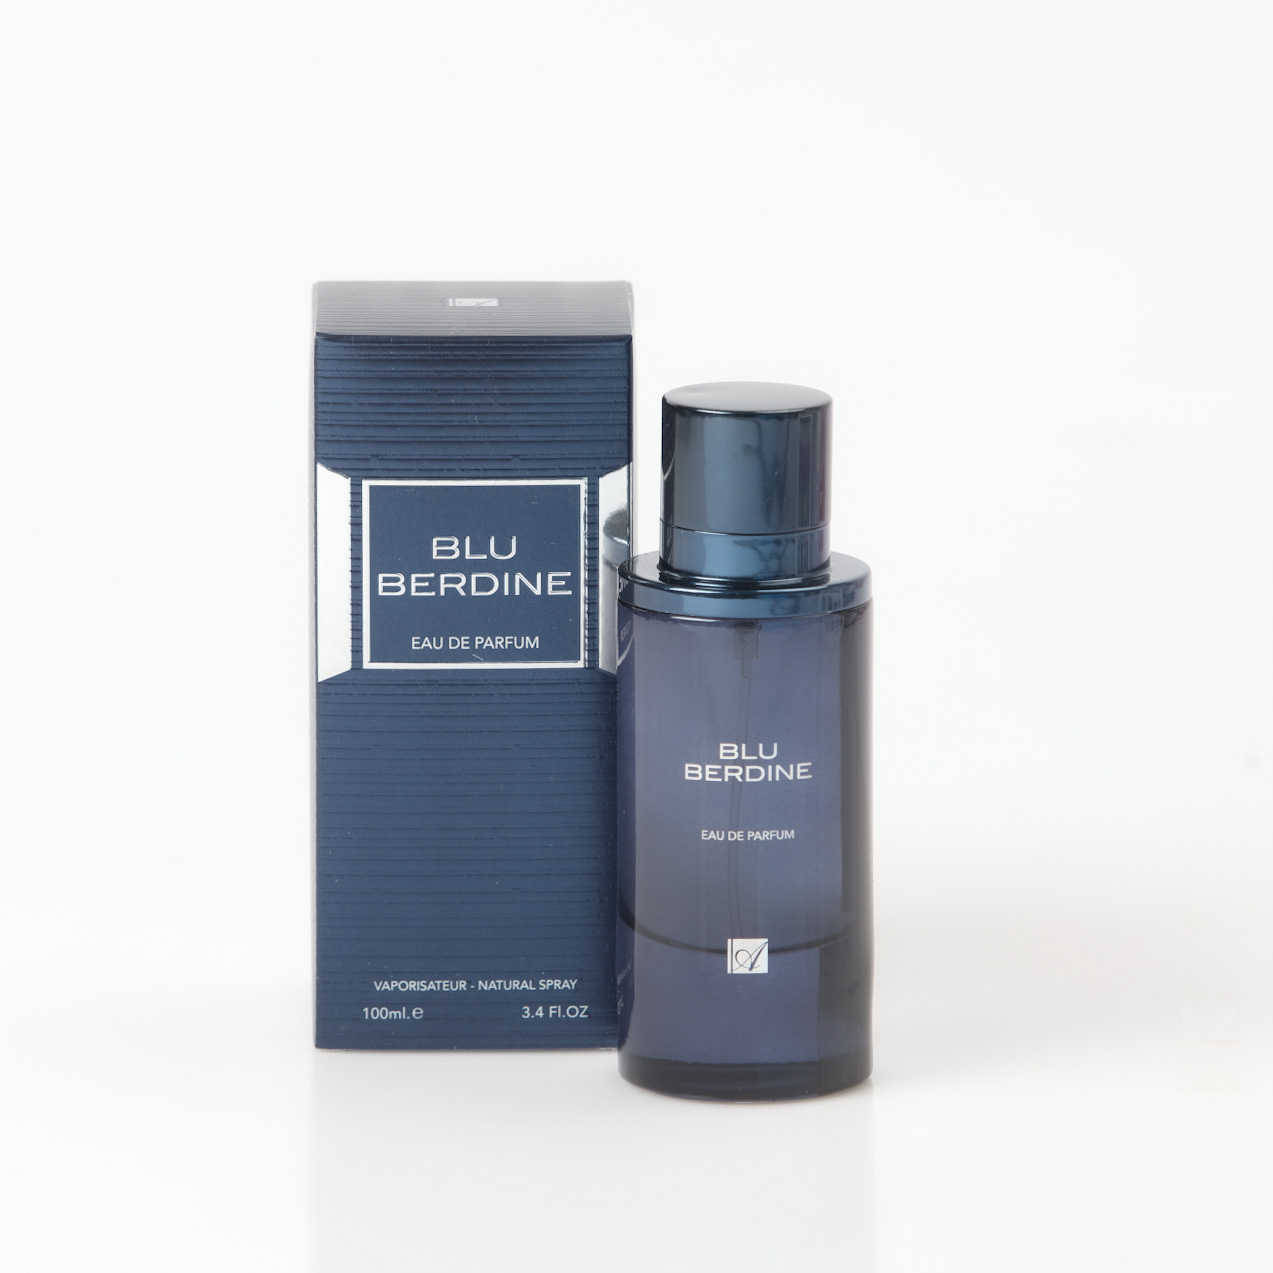 BLU
BERDINE
EAU DE PARFUM
VAPORISATEUR - NATURAL SPRAY
100ml.e 3.4 Fl.OZ
BLU
BERDINE
EAU DE PARFUM
A